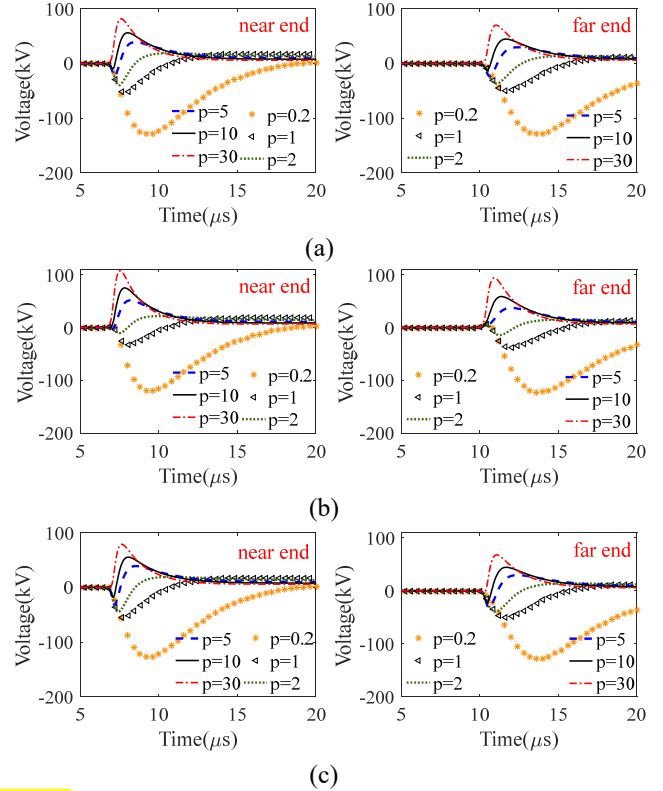 100
0
-100
-200
Voltage(kV)
near end
p=5
p=10
p=30
p=0.2
p=1
p=2
5
10
15
20
Time(μs)
100
0
-100
-200
Voltage(kV)
far end
p=0.2
p=1
p=2
p=5
p=10
p=30
5
10
15
20
Time(μs)
(a)
100
0
-100
-200
Voltage(kV)
near end
p=5
p=10
p=30
p=0.2
p=1
p=2
5
10
15
20
Time(μs)
100
0
-100
-200
Voltage(kV)
far end
p=0.2
p=1
p=2
p=5
p=10
p=30
5
10
15
20
Time(μs)
(b)
100
0
-100
-200
Voltage(kV)
near end
p=5
p=10
p=30
p=0.2
p=1
p=2
5
10
15
20
Time(μs)
100
0
-100
-200
Voltage(kV)
far end
p=0.2
p=1
p=2
p=5
p=10
p=30
5
10
15
20
Time(μs)
(c)